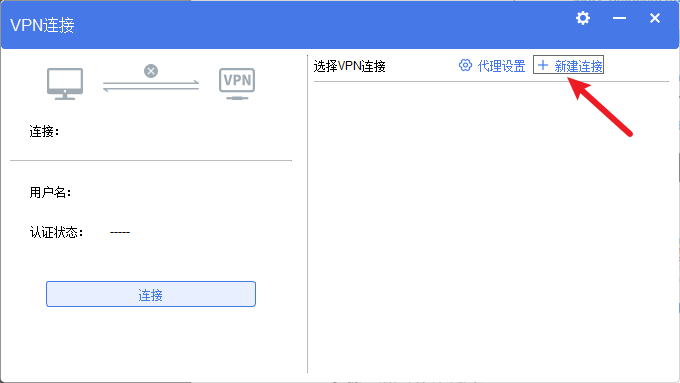 VPN连接
VPN
连接:
用户名:
认证状态: -----
连接
选择VPN连接 代理设置 + 新建连接